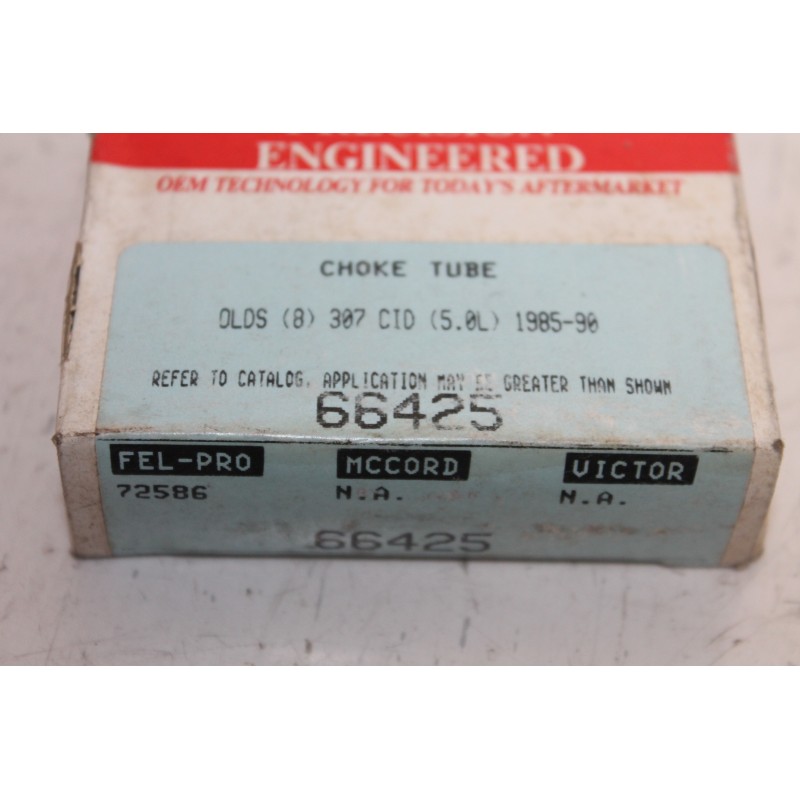 PRECISION
ENGINEERED
OEM TECHNOLOGY FOR TODAY'S AFTERMARKET
CHOKE TUBE
OLDS (8) 307 CID (5.0L) 1985-90
REFER TO CATALOG. APPLICATION MAY BE GREATER THAN SHOWN
66425
FEL-PRO MCCORD VICTOR
72586 N.A. N.A.
66425